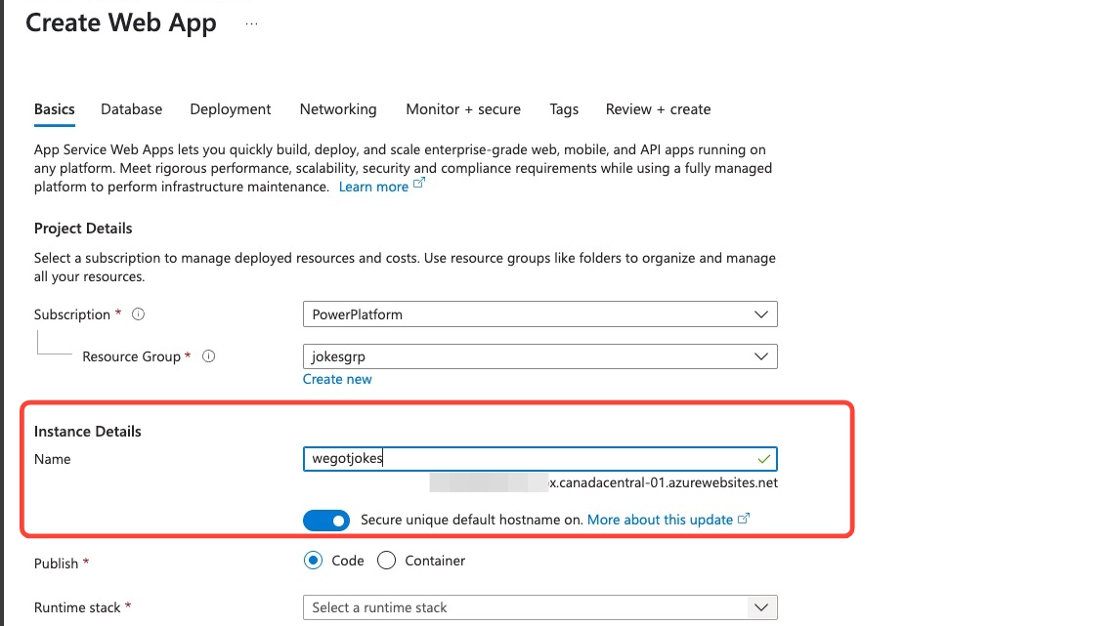 Create Web App ...
Basics Database Deployment Networking Monitor + secure Tags Review + create
App Service Web Apps lets you quickly build, deploy, and scale enterprise-grade web, mobile, and API apps running on
any platform. Meet rigorous performance, scalability, security and compliance requirements while using a fully managed
platform to perform infrastructure maintenance. Learn more
Project Details
Select a subscription to manage deployed resources and costs. Use resource groups like folders to organize and manage
all your resources.
Subscription * PowerPlatform
Resource Group * jokesgrp
Create new
Instance Details
Name wegotjokes
x.canadacentral-01.azurewebsites.net
Secure unique default hostname on. More about this update
Publish * Code Container
Runtime stack * Select a runtime stack